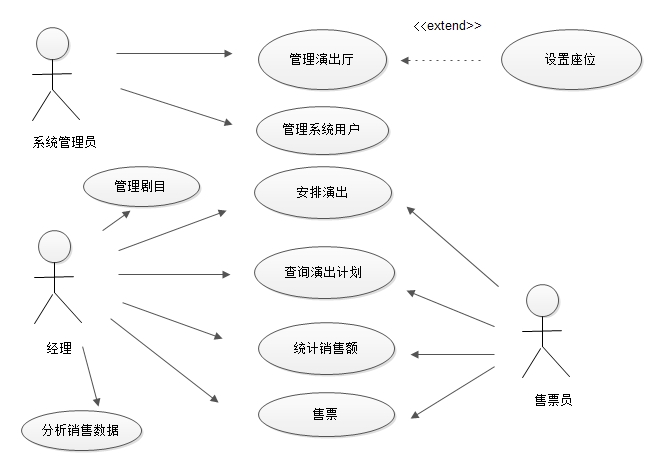 <<extend>>
管理演出厅
设置座位
管理系统用户
系统管理员
管理剧目
安排演出
查询演出计划
经理
统计销售额
售票员
售票
分析销售数据